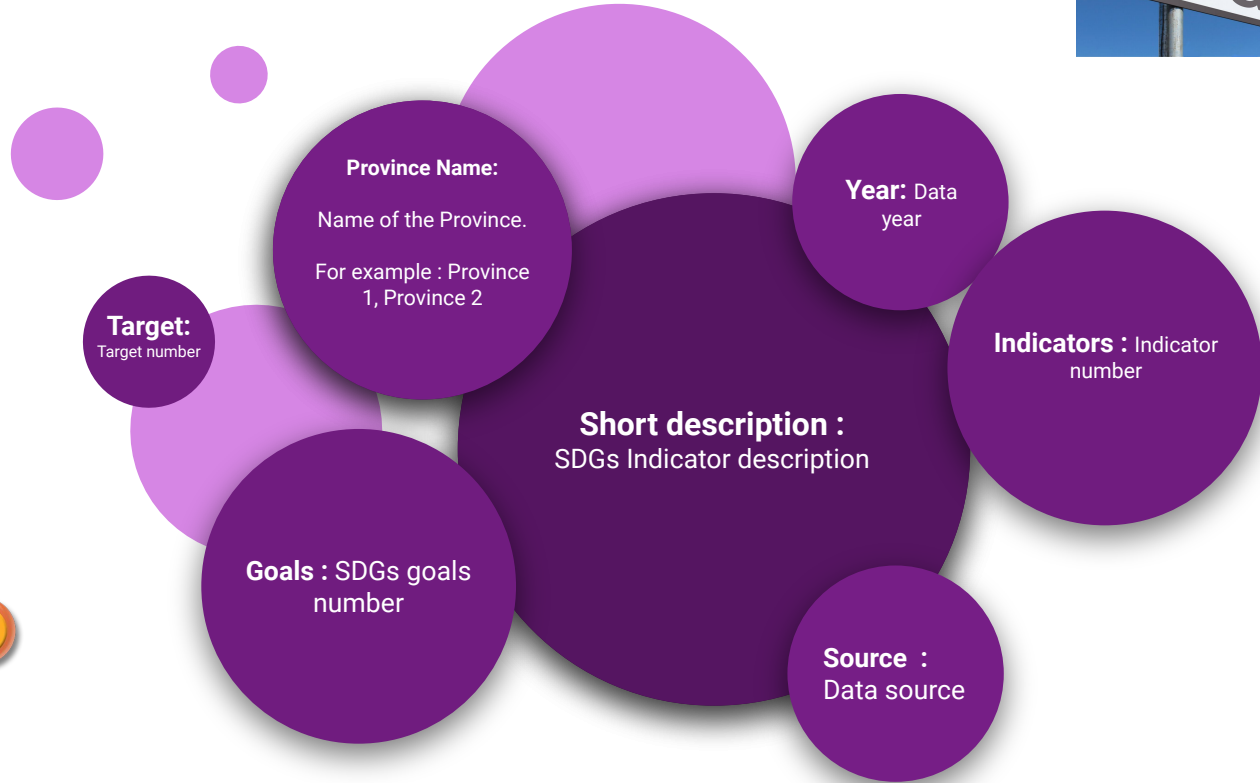 Province Name:
Name of the Province.
For example : Province
1, Province 2
Year: Data
year
Target:
Target number
Indicators : Indicator
number
Short description :
SDGs Indicator description
Goals : SDGs goals
number
Source :
Data source